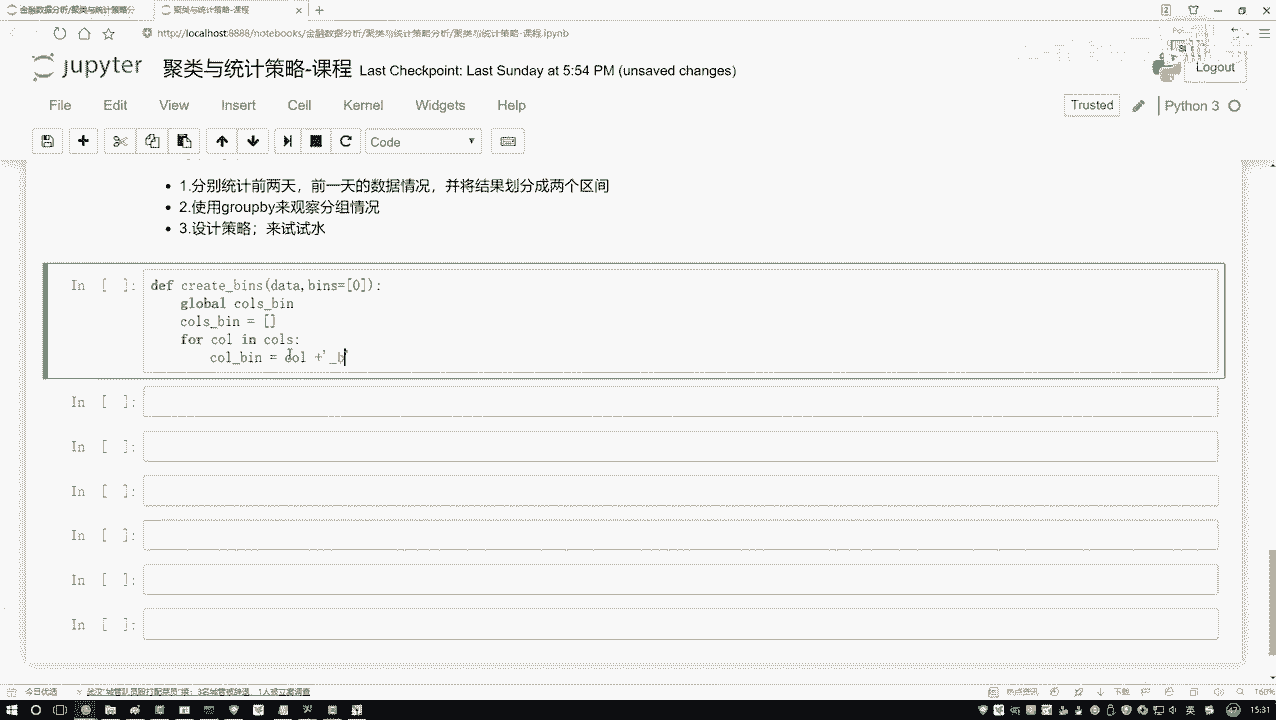 金融数据分析/聚类与统计策略分
聚类与统计策略-课程
http://localhost:8888/notebooks/金融数据分析/聚类与统计策略分析/聚类与统计策略-课程.ipynb
jupyter 聚类与统计策略-课程 Last Checkpoint: Last Sunday at 5:54 PM (unsaved changes)
Logout
File Edit View Insert Cell Kernel Widgets Help
Trusted Python 3
Code
1.分别统计前两天，前一天的数据情况，并将结果划分成两个区间
2.使用groupby来观察分组情况
3.设计策略；来试试水
In [ ]: def create_bins(data,bins=[0]):
global cols_bin
cols_bin = []
for col in cols:
col_bin = col +'_b'
In [ ]:
In [ ]:
In [ ]:
In [ ]:
In [ ]:
In [ ]:
今日优选
热点资讯 下载 168%
英 15:31